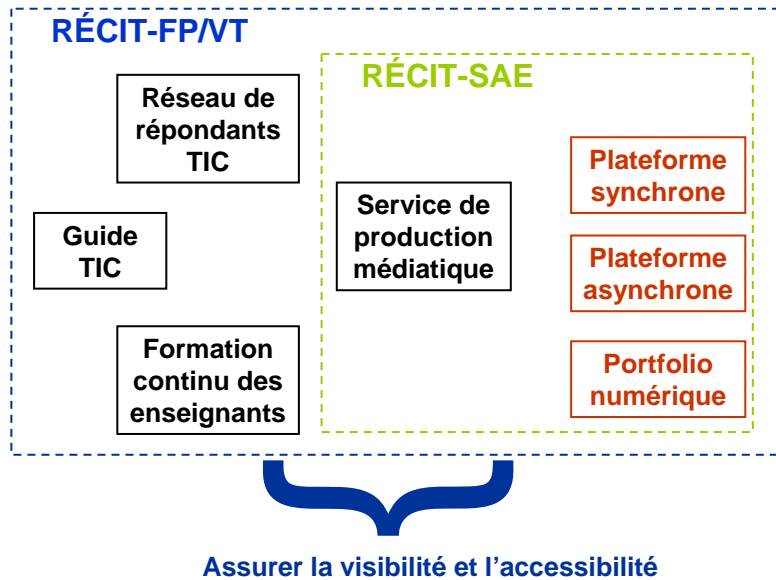 RÉCIT-FP/VT
RÉCIT-SAE
Réseau de
répondants
TIC
Guide
TIC
Formation
continu des
enseignants
Service de
production
médiatique
Plateforme
synchrone
Plateforme
asynchrone
Portfolio
numérique
Assurer la visibilité et l’accessibilité